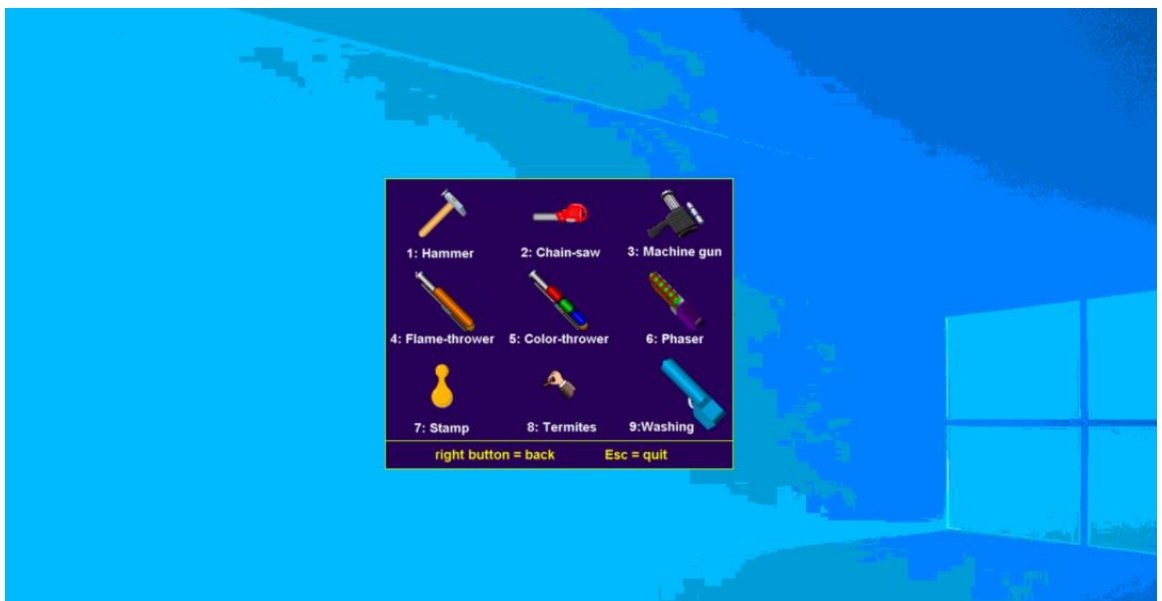 1: Hammer 2: Chain-saw 3: Machine gun
4: Flame-thrower 5: Color-thrower 6: Phaser
7: Stamp 8: Termites 9:Washing
right button = back Esc = quit